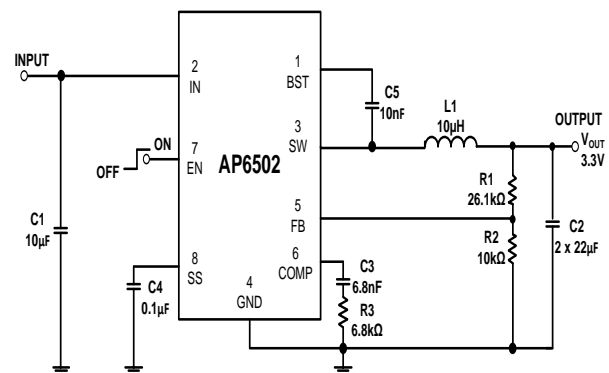 INPUT
2
IN
1
BST
C5
10nF
L1
10µH
OUTPUT
VOUT
3.3V
3
SW
ON
OFF
7
EN
AP6502
R1
26.1kΩ
5
FB
C1
10µF
R2
10kΩ
C2
2 x 22µF
6
COMP
C3
6.8nF
8
SS
C4
0.1µF
4
GND
R3
6.8kΩ